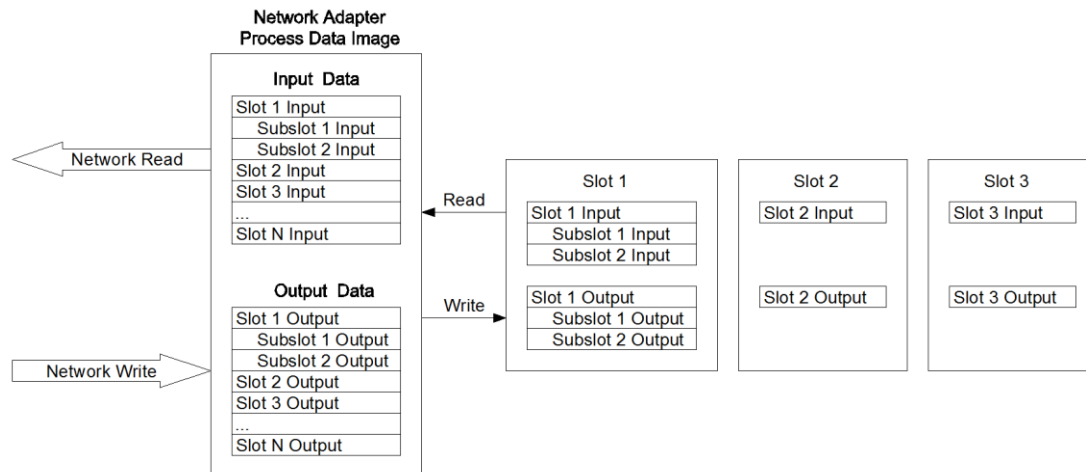 Network Adapter
Process Data Image
Input Data
Slot 1 Input
Subslot 1 Input
Subslot 2 Input
Slot 2 Input
Slot 3 Input
...
Slot N Input
Network Read
Output Data
Slot 1 Output
Subslot 1 Output
Subslot 2 Output
Slot 2 Output
Slot 3 Output
...
Slot N Output
Network Write
Read
Write
Slot 1
Slot 1 Input
Subslot 1 Input
Subslot 2 Input
Slot 1 Output
Subslot 1 Output
Subslot 2 Output
Slot 2
Slot 2 Input
Slot 2 Output
Slot 3
Slot 3 Input
Slot 3 Output